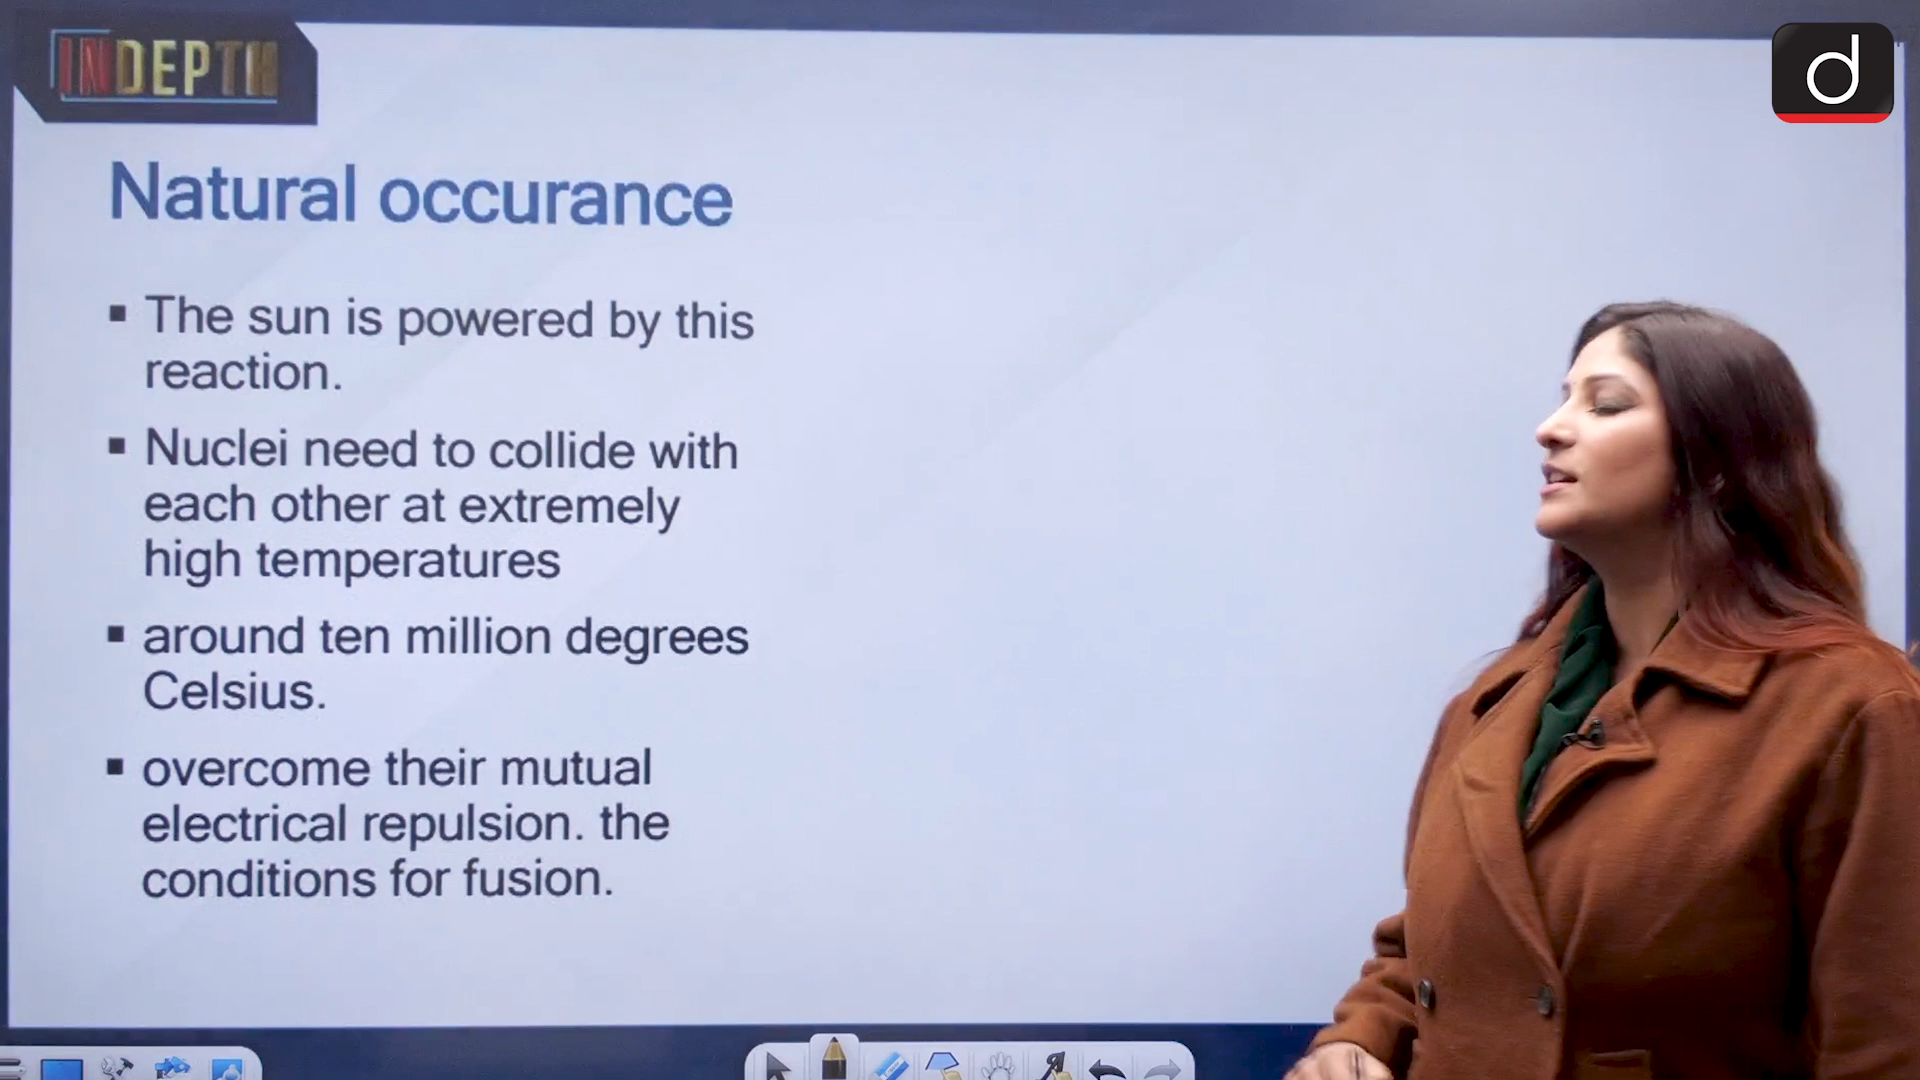 INDEPTH
d
Natural occurance
▪ The sun is powered by this
reaction.
▪ Nuclei need to collide with
each other at extremely
high temperatures
▪ around ten million degrees
Celsius.
▪ overcome their mutual
electrical repulsion. the
conditions for fusion.